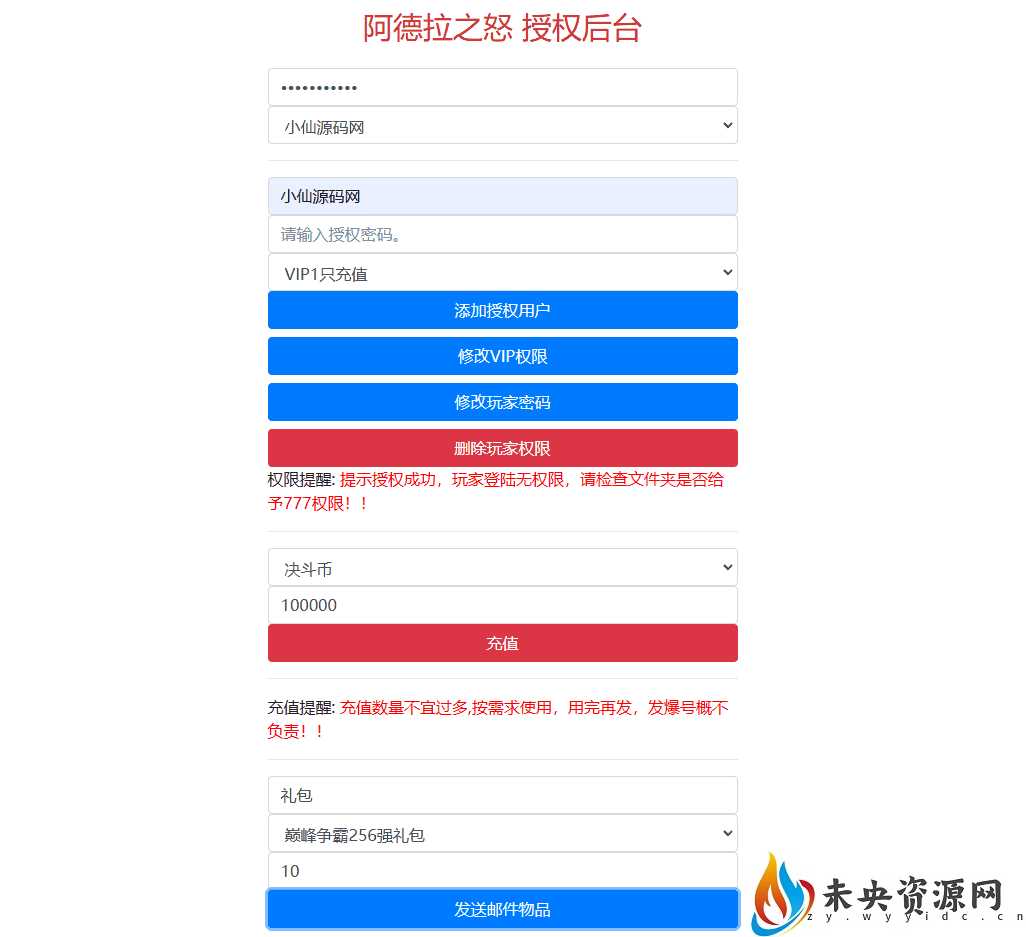 阿德拉之怒 授权后台
•••••••••••
小仙源码网
小仙源码网
请输入授权密码。
VIP1只充值
添加授权用户
修改VIP权限
修改玩家密码
删除玩家权限
权限提醒: 提示授权成功，玩家登陆无权限，请检查文件夹是否给
予777权限！！
决斗币
100000
充值
充值提醒: 充值数量不宜过多,按需求使用，用完再发，发爆号概不
负责！！
礼包
巅峰争霸256强礼包
10
发送邮件物品
未央资源网
zy.wyyidc.cn